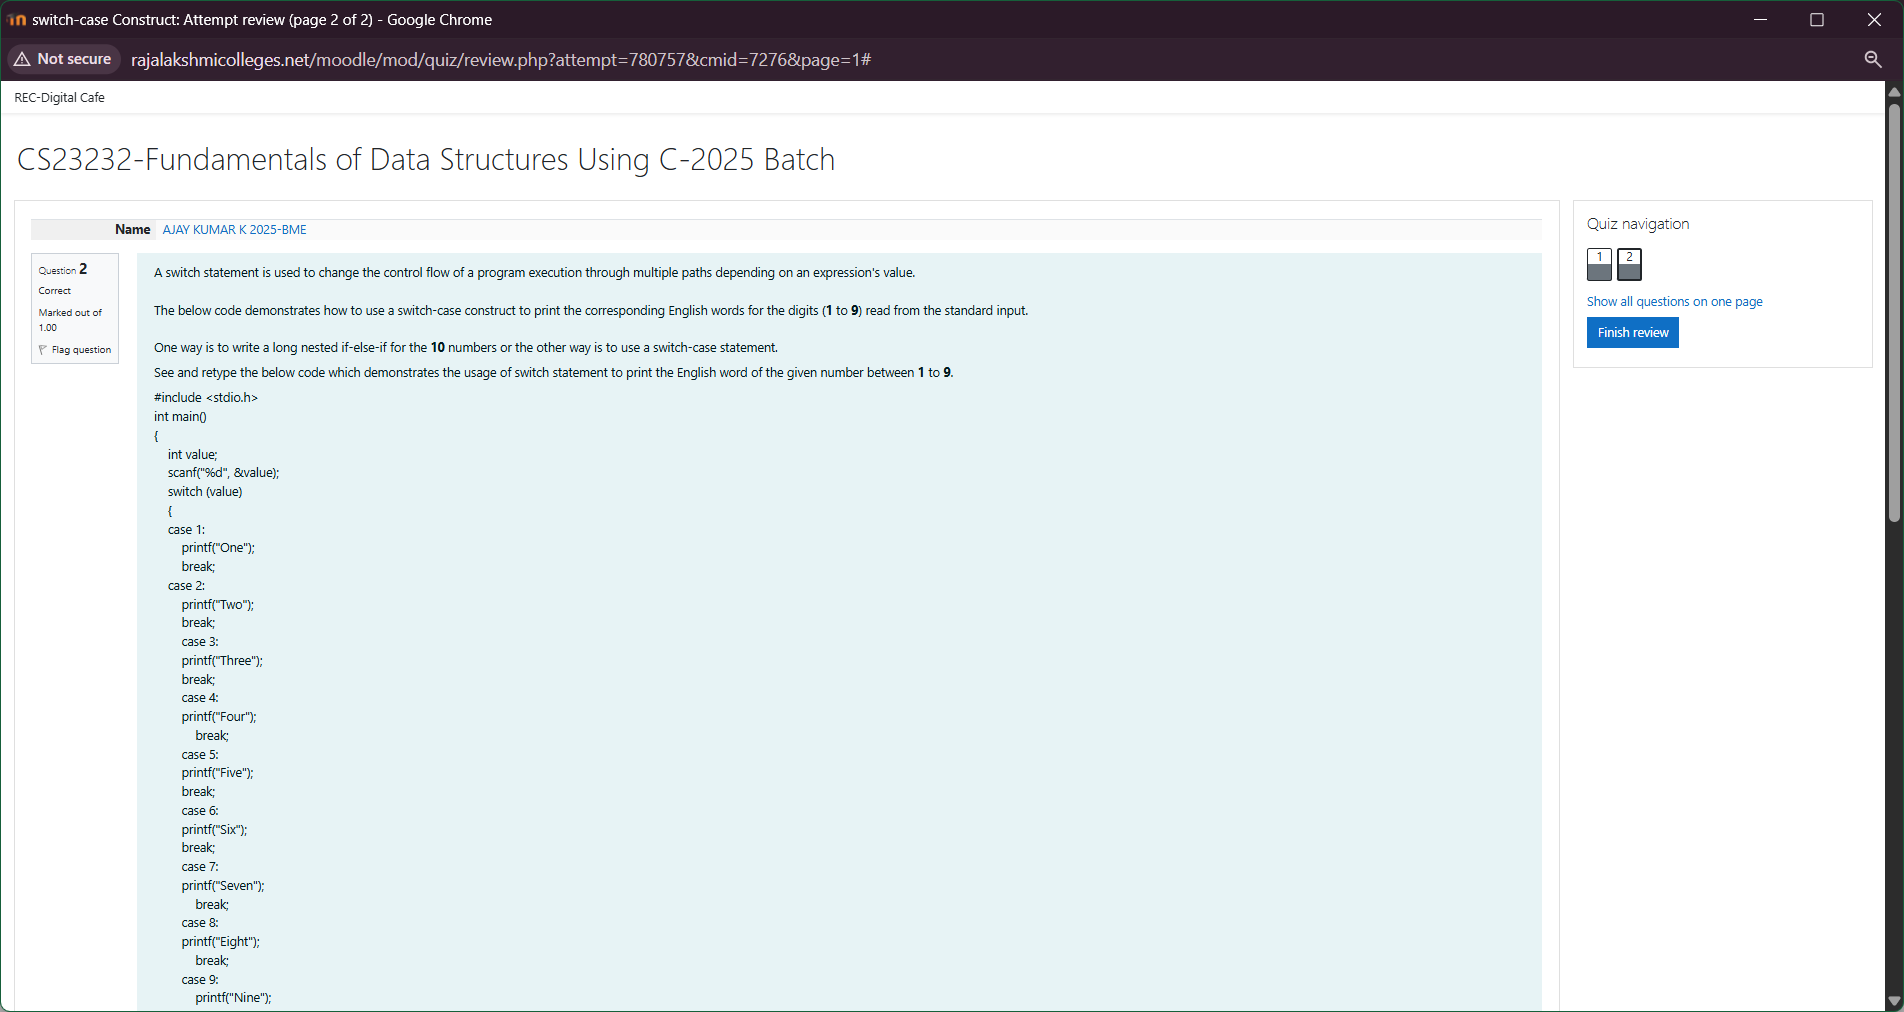 switch-case Construct: Attempt review (page 2 of 2) - Google Chrome
Not secure rajalakshmicolleges.net/moodle/mod/quiz/review.php?attempt=780757&cmid=7276&page=1#
REC-Digital Cafe
CS23232-Fundamentals of Data Structures Using C-2025 Batch
Name AJAY KUMAR K 2025-BME
Question 2
Correct
Marked out of
1.00
Flag question
A switch statement is used to change the control flow of a program execution through multiple paths depending on an expression's value.
The below code demonstrates how to use a switch-case construct to print the corresponding English words for the digits (1 to 9) read from the standard input.
One way is to write a long nested if-else-if for the 10 numbers or the other way is to use a switch-case statement.
See and retype the below code which demonstrates the usage of switch statement to print the English word of the given number between 1 to 9.
#include <stdio.h>
int main()
{
int value;
scanf("%d", &value);
switch (value)
{
case 1:
printf("One");
break;
case 2:
printf("Two");
break;
case 3:
printf("Three");
break;
case 4:
printf("Four");
break;
case 5:
printf("Five");
break;
case 6:
printf("Six");
break;
case 7:
printf("Seven");
break;
case 8:
printf("Eight");
break;
case 9:
printf("Nine");
Quiz navigation
1 2
Show all questions on one page
Finish review